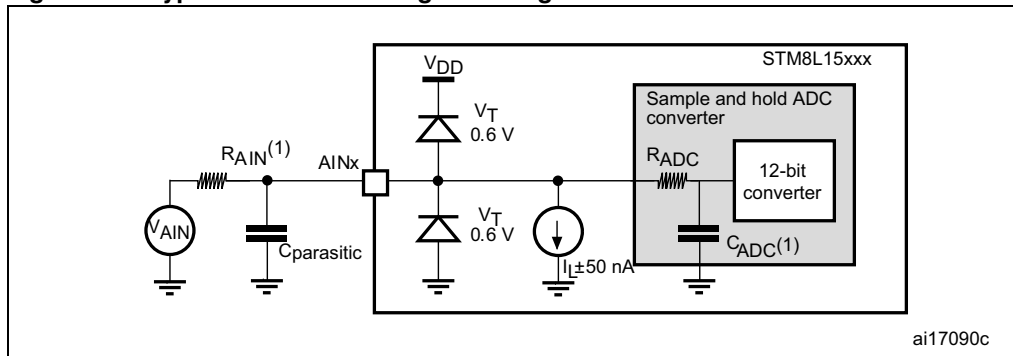 STM8L15xxx
VDD
Sample and hold ADC
converter
VT
0.6 V
RAIN(1)
AINx
RADC
12-bit
converter
VAIN
Cparasitic
VT
0.6 V
IL±50 nA
CADC(1)
ai17090c